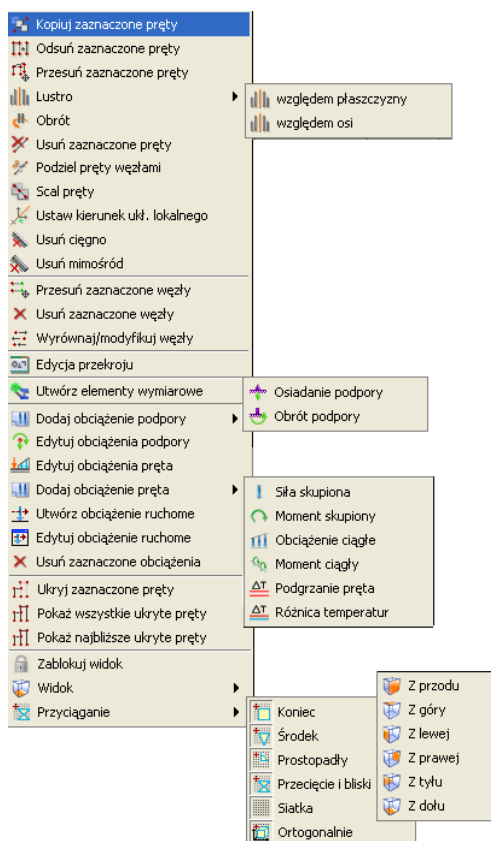 Kopiuj zaznaczone pręty
Odsuń zaznaczone pręty
Przesuń zaznaczone pręty
Lustro
względem płaszczyzny
względem osi
Obrót
Usuń zaznaczone pręty
Podziel pręty węzłami
Scal pręty
Ustaw kierunek ukł. lokalnego
Usuń cięgno
Usuń mimośród
Przesuń zaznaczone węzły
Usuń zaznaczone węzły
Wyrównaj/modyfikuj węzły
Edycja przekroju
Utwórz elementy wymiarowe
Dodaj obciążenie podpory
Osiadanie podpory
Obrót podpory
Edytuj obciążenia podpory
Edytuj obciążenia pręta
Dodaj obciążenie pręta
Siła skupiona
Moment skupiony
Obciążenie ciągłe
Moment ciągły
Podgrzanie pręta
Różnica temperatur
Utwórz obciążenie ruchome
Edytuj obciążenie ruchome
Usuń zaznaczone obciążenia
Ukryj zaznaczone pręty
Pokaż wszystkie ukryte pręty
Pokaż najbliższe ukryte pręty
Zablokuj widok
Widok
Z przodu
Z góry
Z lewej
Z prawej
Z tyłu
Z dołu
Przyciąganie
Koniec
Środek
Prostopadły
Przecięcie i bliski
Siatka
Ortogonalnie